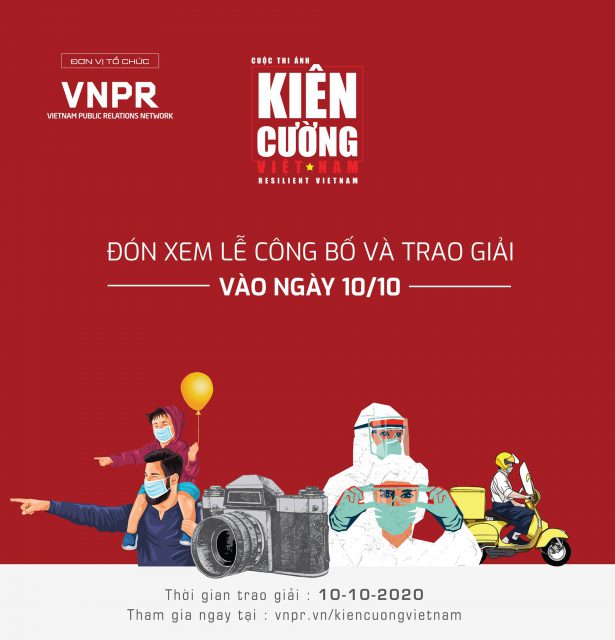 ĐƠN VỊ TỔ CHỨC
VNPR
VIETNAM PUBLIC RELATIONS NETWORK
CUỘC THI ẢNH
KIÊN
CƯỜNG
VIỆT NAM
RESILIENT VIETNAM
ĐÓN XEM LỄ CÔNG BỐ VÀ TRAO GIẢI
VÀO NGÀY 10/10
Thời gian trao giải : 10-10-2020
Tham gia ngay tại : vnpr.vn/kiencuongvietnam